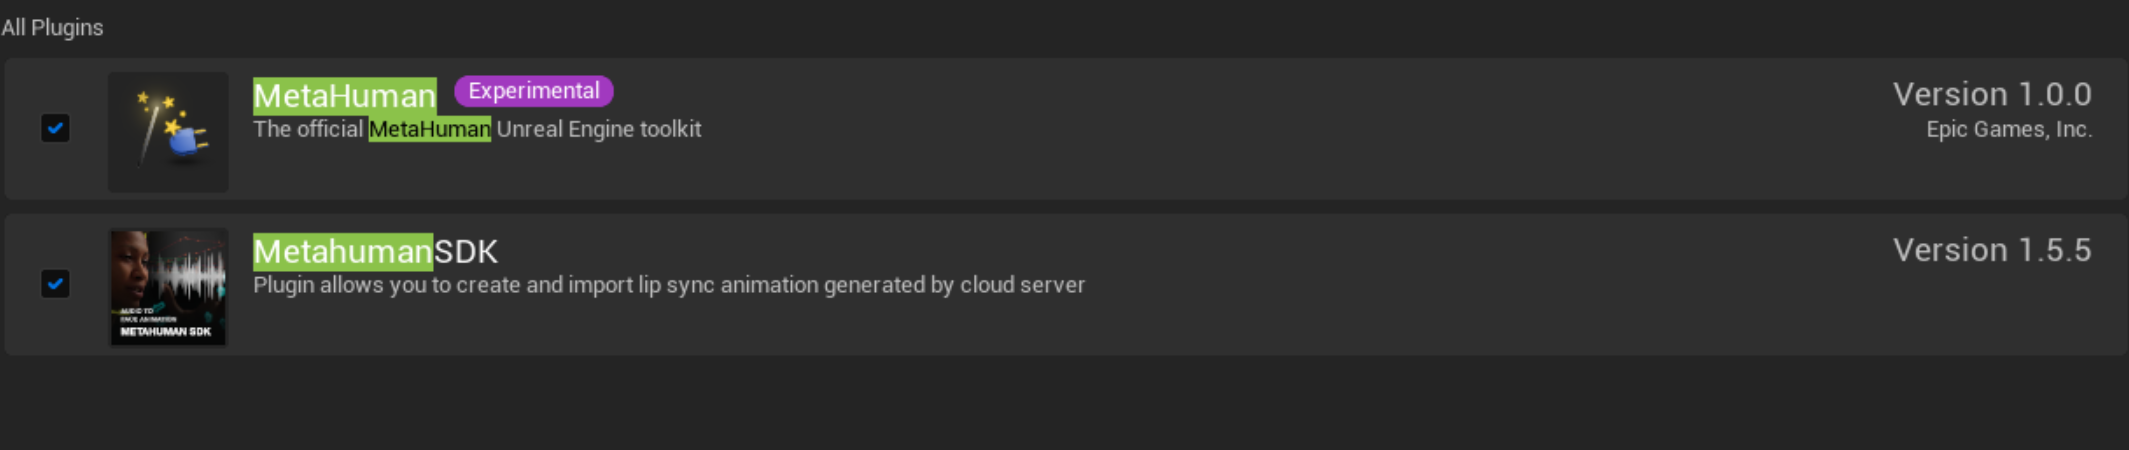 All Plugins
MetaHuman Experimental
Version 1.0.0
The official MetaHuman Unreal Engine toolkit
Epic Games, Inc.
MetahumanSDK
Version 1.5.5
Plugin allows you to create and import lip sync animation generated by cloud server
AUDIO TO
FACE ANIMATION
METAHUMAN SDK